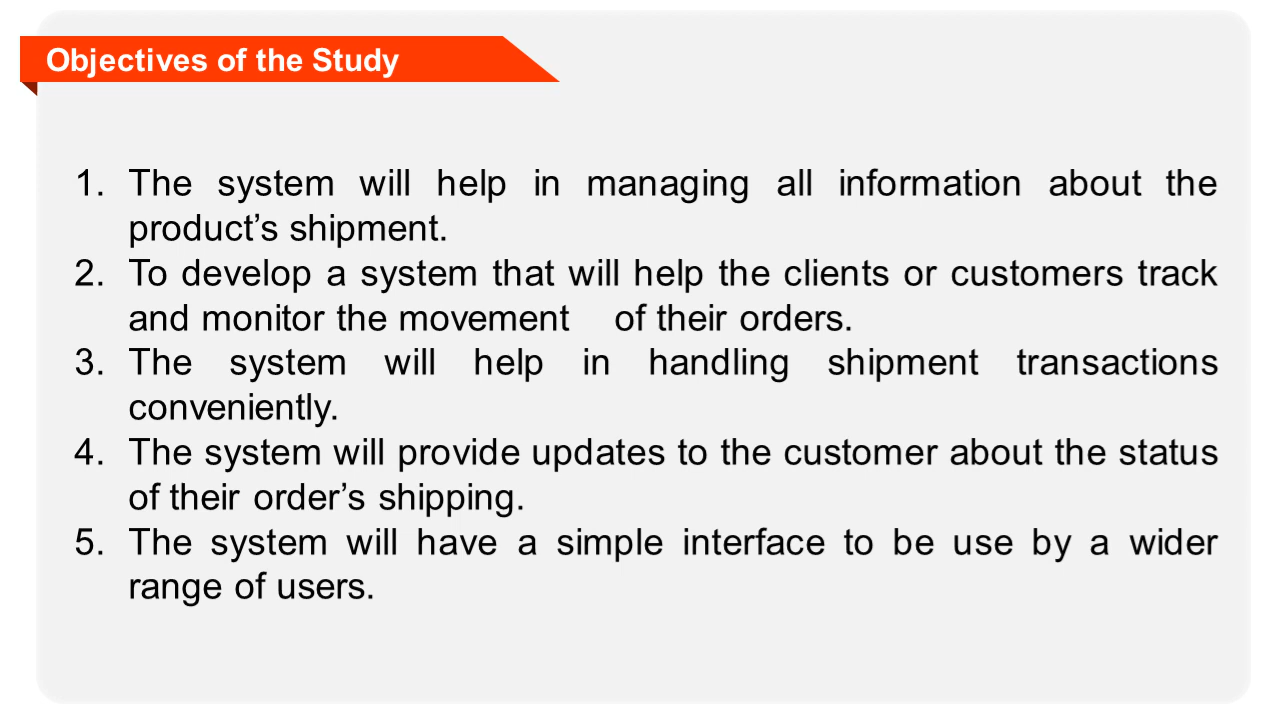 Objectives of the Study
1. The system will help in managing all information about the
product’s shipment.
2. To develop a system that will help the clients or customers track
and monitor the movement of their orders.
3. The system will help in handling shipment transactions
conveniently.
4. The system will provide updates to the customer about the status
of their order’s shipping.
5. The system will have a simple interface to be use by a wider
range of users.